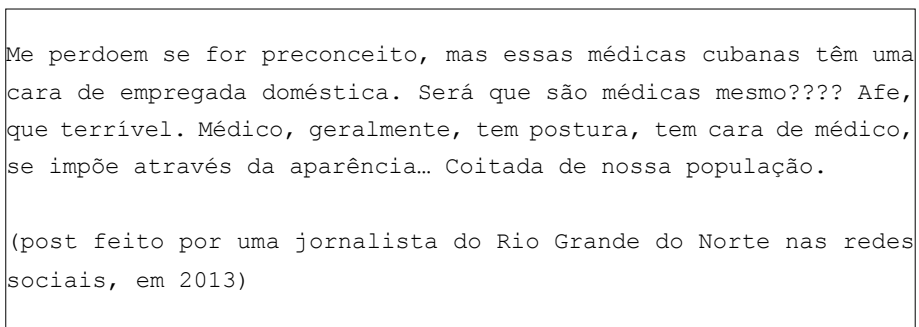 Me perdoem se for preconceito, mas essas médicas cubanas têm uma
cara de empregada doméstica. Será que são médicas mesmo???? Afe,
que terrível. Médico, geralmente, tem postura, tem cara de médico,
se impõe através da aparência… Coitada de nossa população.
(post feito por uma jornalista do Rio Grande do Norte nas redes
sociais, em 2013)